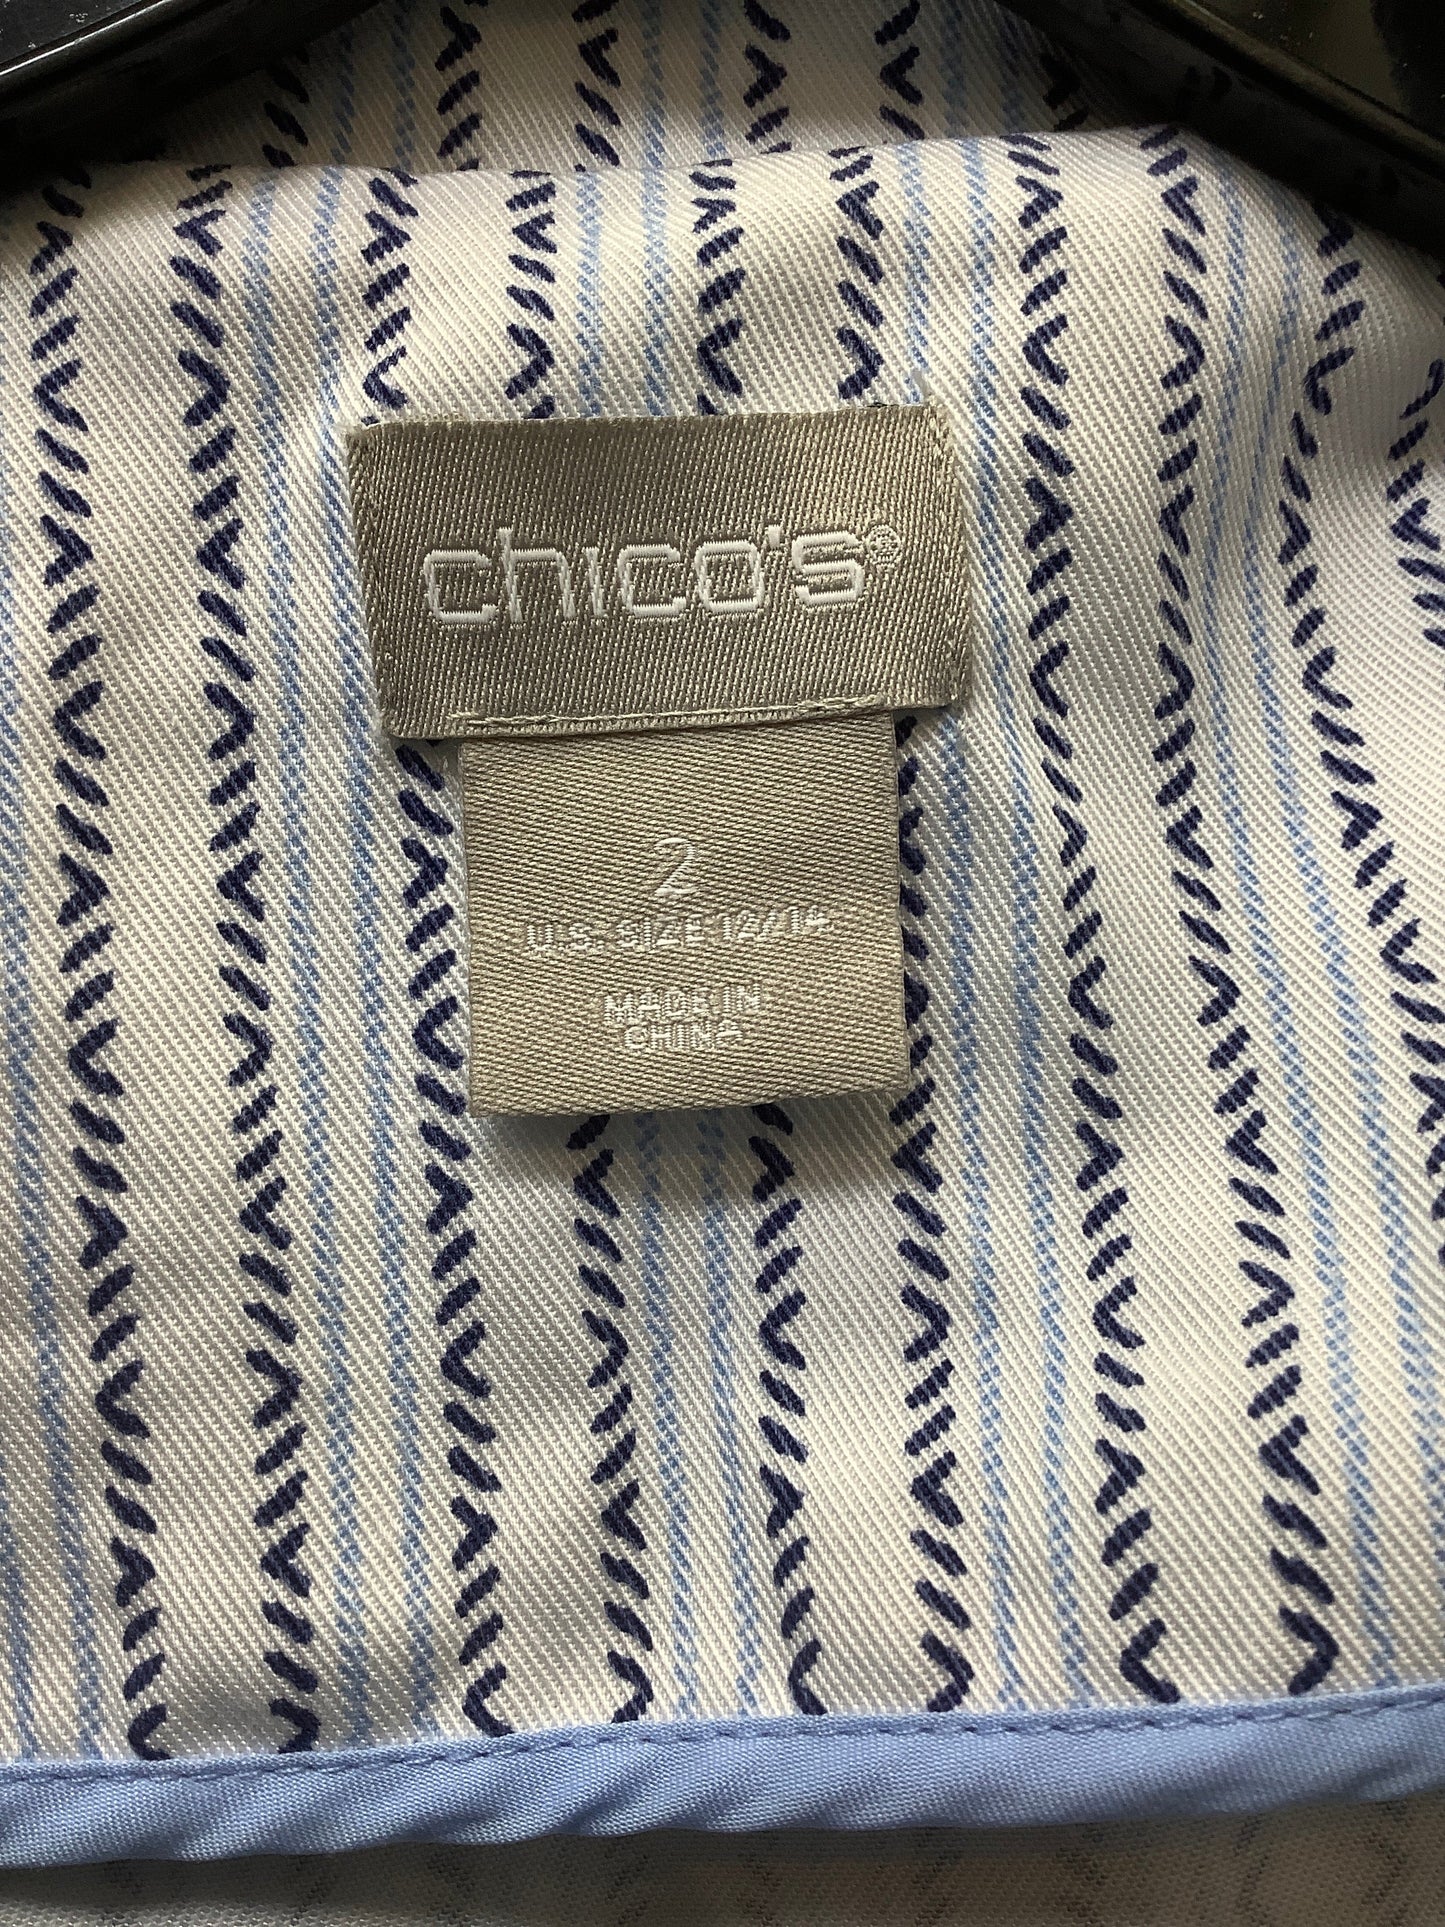 chico's®
2
U.S. SIZE 12/14
MADE IN
CHINA